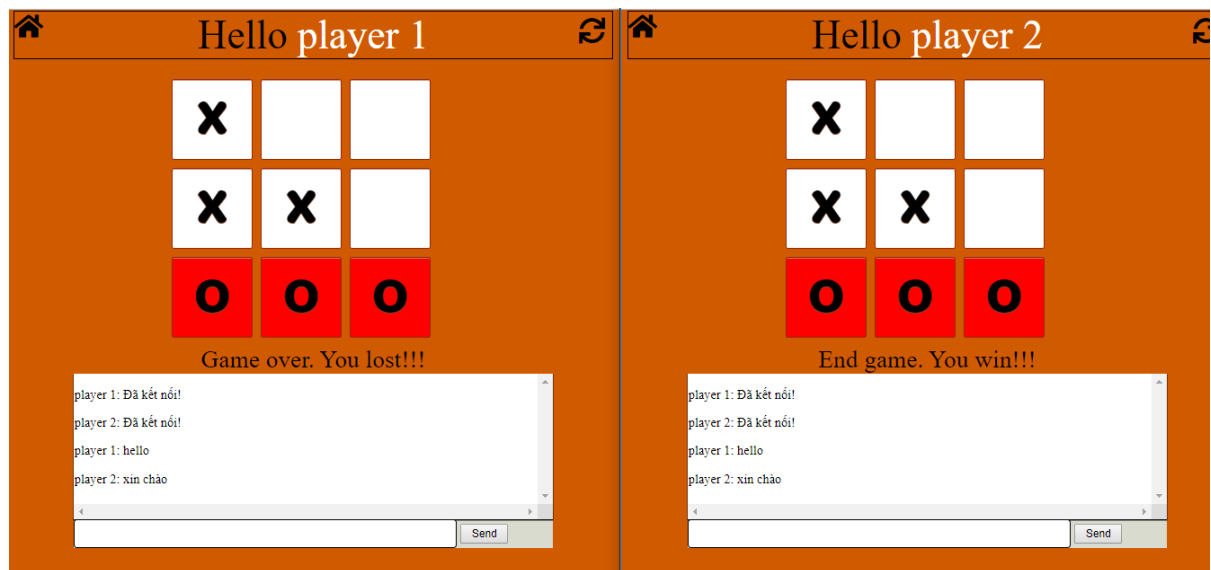 Hello player 1
X
X X
O O O
Game over. You lost!!!
player 1: Đã kết nối!
player 2: Đã kết nối!
player 1: hello
player 2: xin chào
Send
Hello player 2
X
X X
O O O
End game. You win!!!
player 1: Đã kết nối!
player 2: Đã kết nối!
player 1: hello
player 2: xin chào
Send